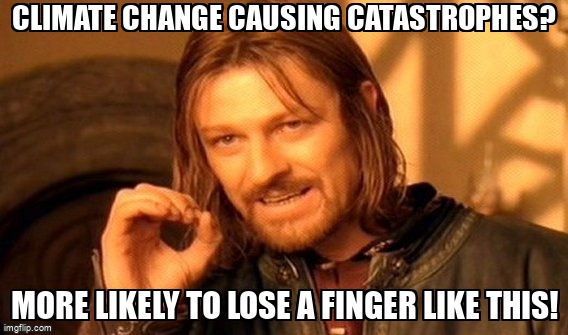 CLIMATE CHANGE CAUSING CATASTROPHES?
MORE LIKELY TO LOSE A FINGER LIKE THIS!
imgflip.com